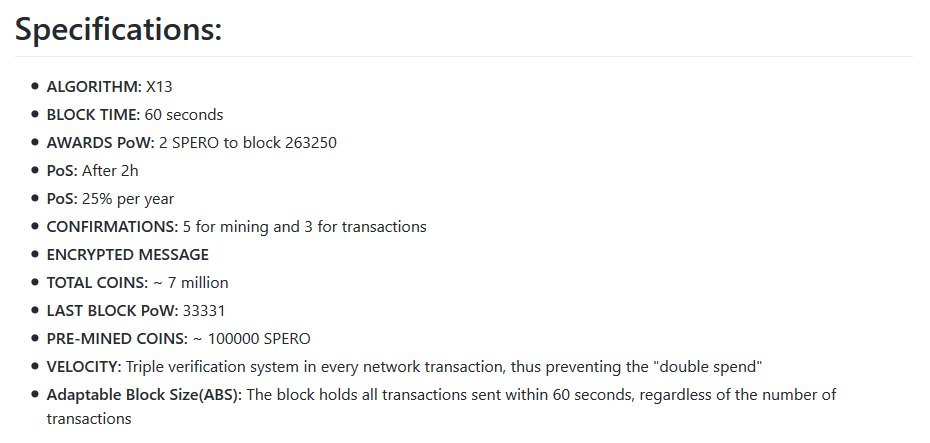 Specifications:
ALGORITHM: X13
BLOCK TIME: 60 seconds
AWARDS PoW: 2 SPERO to block 263250
PoS: After 2h
PoS: 25% per year
CONFIRMATIONS: 5 for mining and 3 for transactions
ENCRYPTED MESSAGE
TOTAL COINS: ~ 7 million
LAST BLOCK PoW: 33331
PRE-MINED COINS: ~ 100000 SPERO
VELOCITY: Triple verification system in every network transaction, thus preventing the "double spend"
Adaptable Block Size(ABS): The block holds all transactions sent within 60 seconds, regardless of the number of
transactions